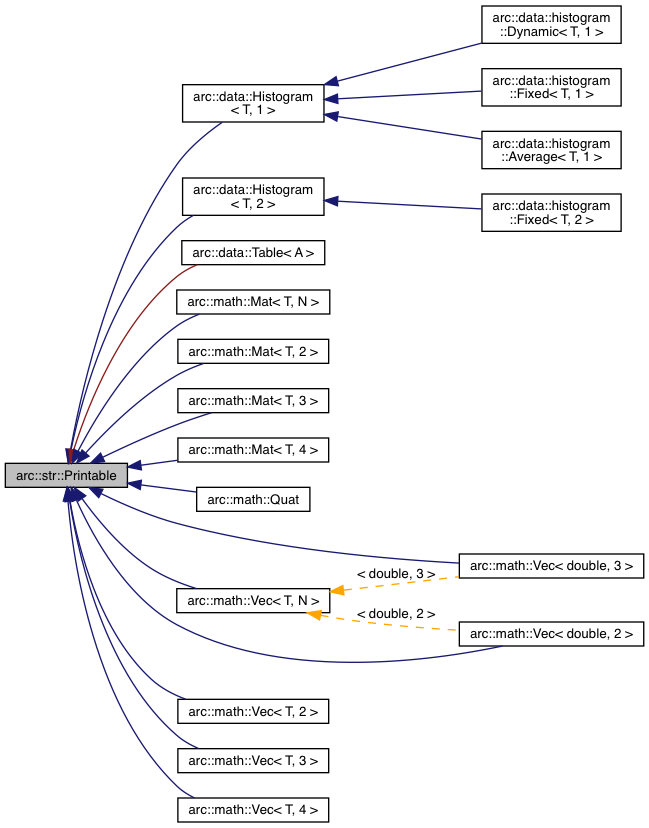 arc::data::histogram
::Dynamic< T, 1 >
arc::data::Histogram
< T, 1 >
arc::data::histogram
::Fixed< T, 1 >
arc::data::histogram
::Average< T, 1 >
arc::data::Histogram
< T, 2 >
arc::data::histogram
::Fixed< T, 2 >
arc::data::Table< A >
arc::math::Mat< T, N >
arc::math::Mat< T, 2 >
arc::math::Mat< T, 3 >
arc::math::Mat< T, 4 >
arc::str::Printable
arc::math::Quat
arc::math::Vec< double, 3 >
< double, 3 >
arc::math::Vec< T, N >
< double, 2 >
arc::math::Vec< double, 2 >
arc::math::Vec< T, 2 >
arc::math::Vec< T, 3 >
arc::math::Vec< T, 4 >